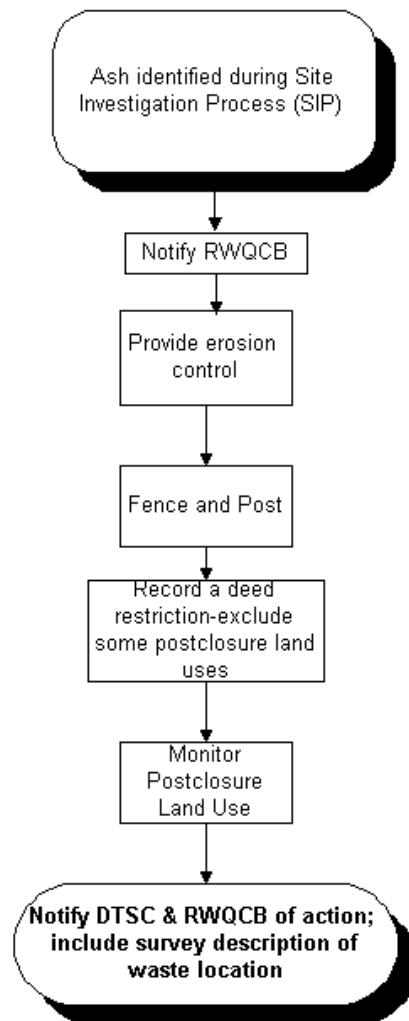 Ash identified during Site
Investigation Process (SIP)
Notify RWQCB
Provide erosion
control
Fence and Post
Record a deed
restriction-exclude
some postclosure land
uses
Monitor
Postclosure
Land Use
Notify DTSC & RWQCB of action;
include survey description of
waste location